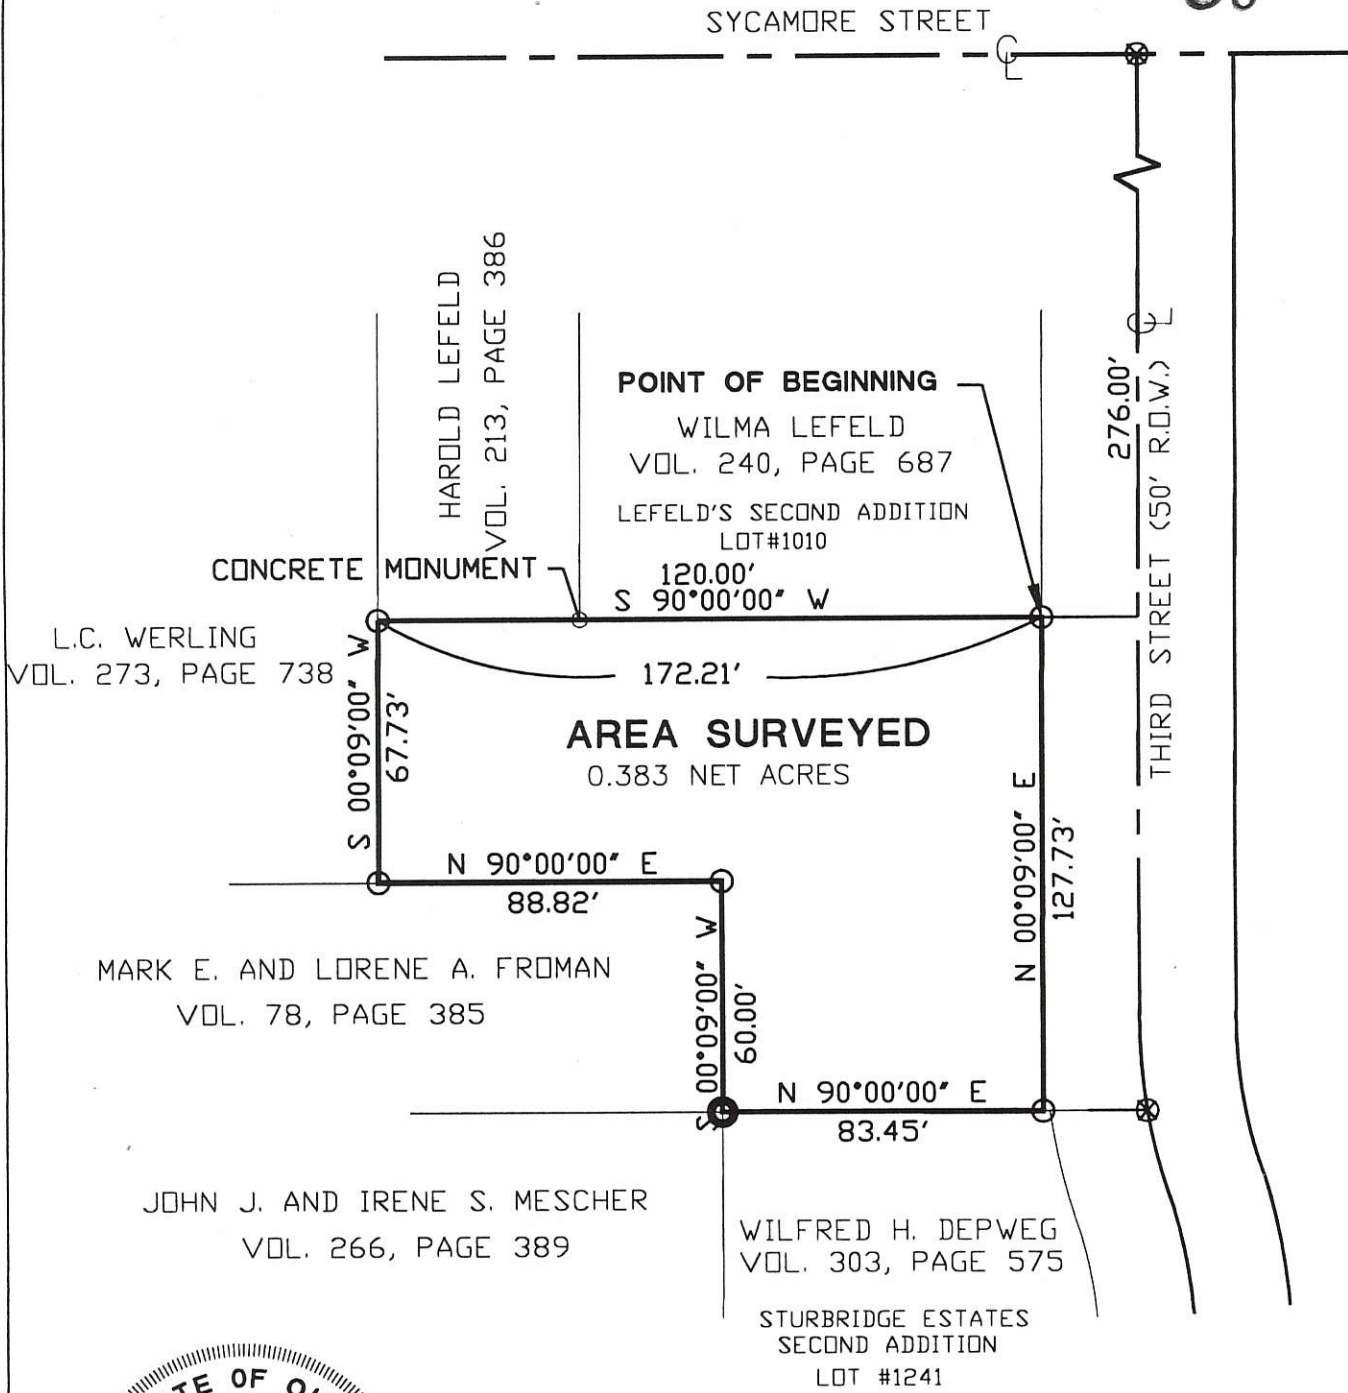 SYCAMORE STREET
CL
HAROLD LEFELD
VOL. 213, PAGE 386
POINT OF BEGINNING
WILMA LEFELD
VOL. 240, PAGE 687
LEFELD'S SECOND ADDITION
LOT#1010
CL
276.00'
THIRD STREET (50' R.O.W.)
CONCRETE MONUMENT
120.00'
S 90°00'00" W
L.C. WERLING
VOL. 273, PAGE 738
172.21'
S 00°09'00" W
67.73'
AREA SURVEYED
0.383 NET ACRES
N 00°09'00" E
127.73'
N 90°00'00" E
88.82'
MARK E. AND LORENE A. FROMAN
VOL. 78, PAGE 385
S 00°09'00" W
60.00'
N 90°00'00" E
83.45'
JOHN J. AND IRENE S. MESCHER
VOL. 266, PAGE 389
WILFRED H. DEPWEG
VOL. 303, PAGE 575
STURBRIDGE ESTATES
SECOND ADDITION
LOT #1241
TE OF O